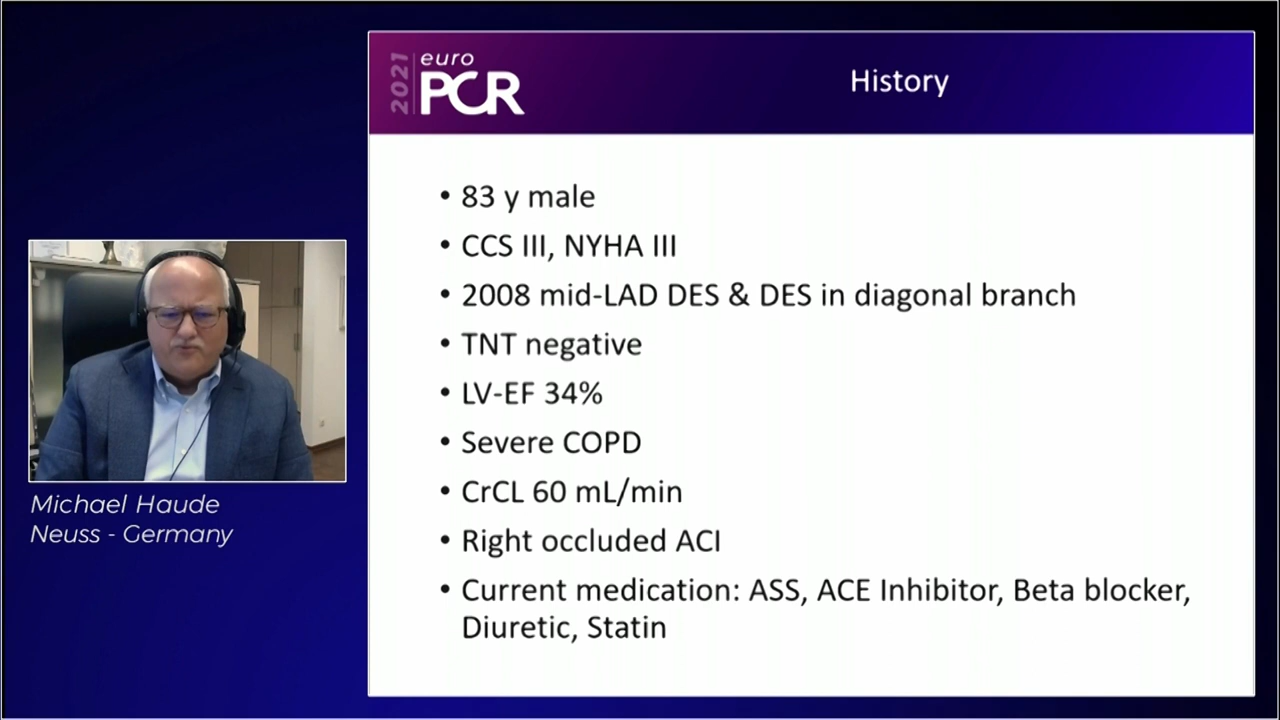 2021
euro
PCR
History
• 83 y male
• CCS III, NYHA III
• 2008 mid-LAD DES & DES in diagonal branch
• TNT negative
• LV-EF 34%
• Severe COPD
• CrCL 60 mL/min
• Right occluded ACI
• Current medication: ASS, ACE Inhibitor, Beta blocker,
Diuretic, Statin
Michael Haude
Neuss - Germany